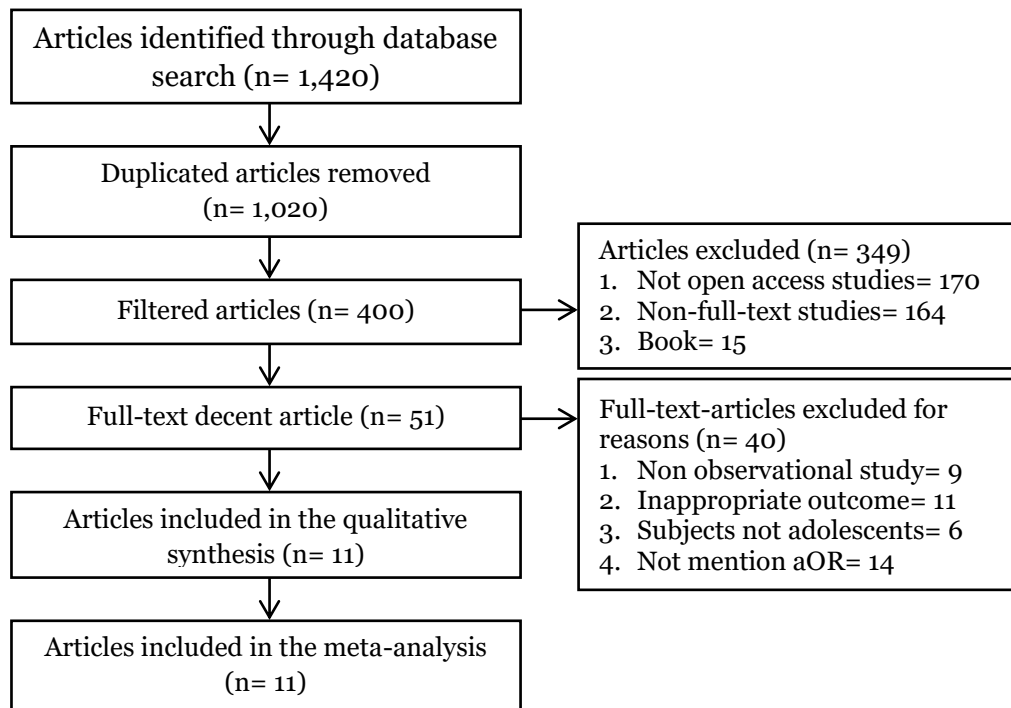 Articles identified through database
search (n= 1,420)
Duplicated articles removed
(n= 1,020)
Filtered articles (n= 400)
Articles excluded (n= 349)
1. Not open access studies= 170
2. Non-full-text studies= 164
3. Book= 15
Full-text decent article (n= 51)
Full-text-articles excluded for
reasons (n= 40)
1. Non observational study= 9
2. Inappropriate outcome= 11
3. Subjects not adolescents= 6
4. Not mention aOR= 14
Articles included in the qualitative
synthesis (n= 11)
Articles included in the meta-analysis
(n= 11)